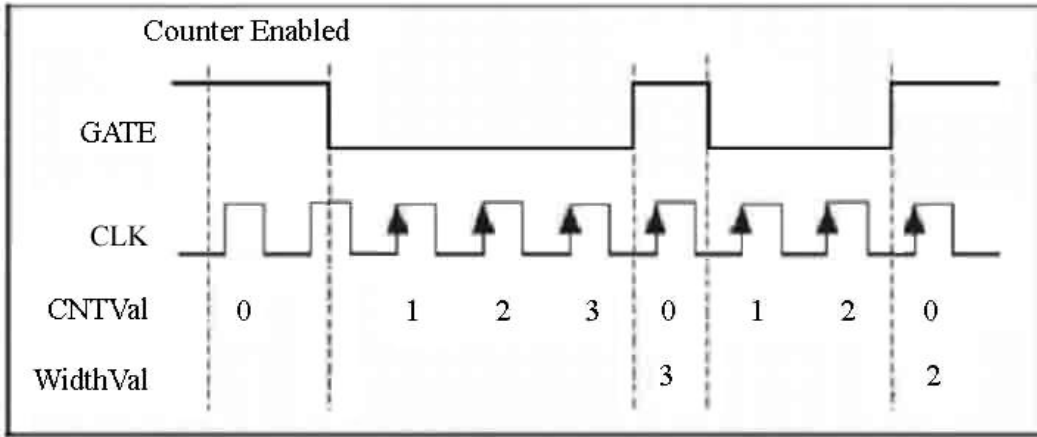 Counter Enabled
GATE
CLK
CNTVal 0 1 2 3 0 1 2 0
WidthVal 3 2